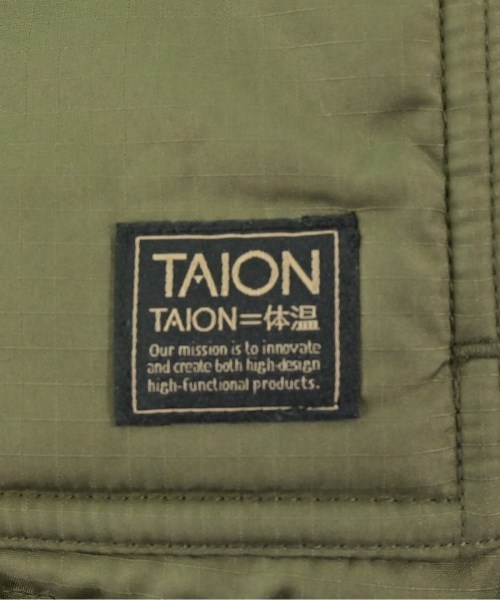 TAION
TAION=体温
Our mission is to innovate
and create both high-design
high-functional products.